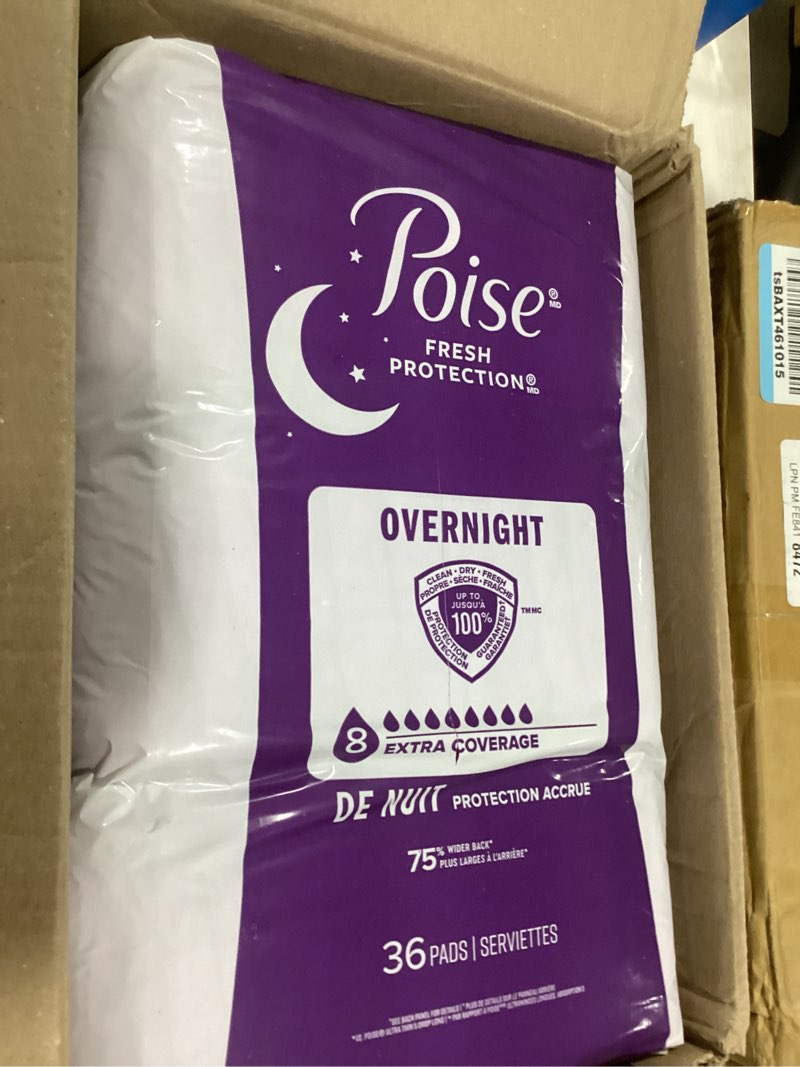 Poise® MD
FRESH
PROTECTION® MD
OVERNIGHT
CLEAN • DRY • FRESH
PROPRE • SÈCHE • FRAÎCHE
UP TO
JUSQU'À
100%
PROTECTION
DE PROTECTION
GUARANTEED†
GARANTIE†
TM MC
8
EXTRA COVERAGE
DE NUIT PROTECTION ACCRUE
75% WIDER BACK*
PLUS LARGES À L'ARRIÈRE*
36 PADS | SERVIETTES
tsBAXT461015
LPN PM FE841 8472